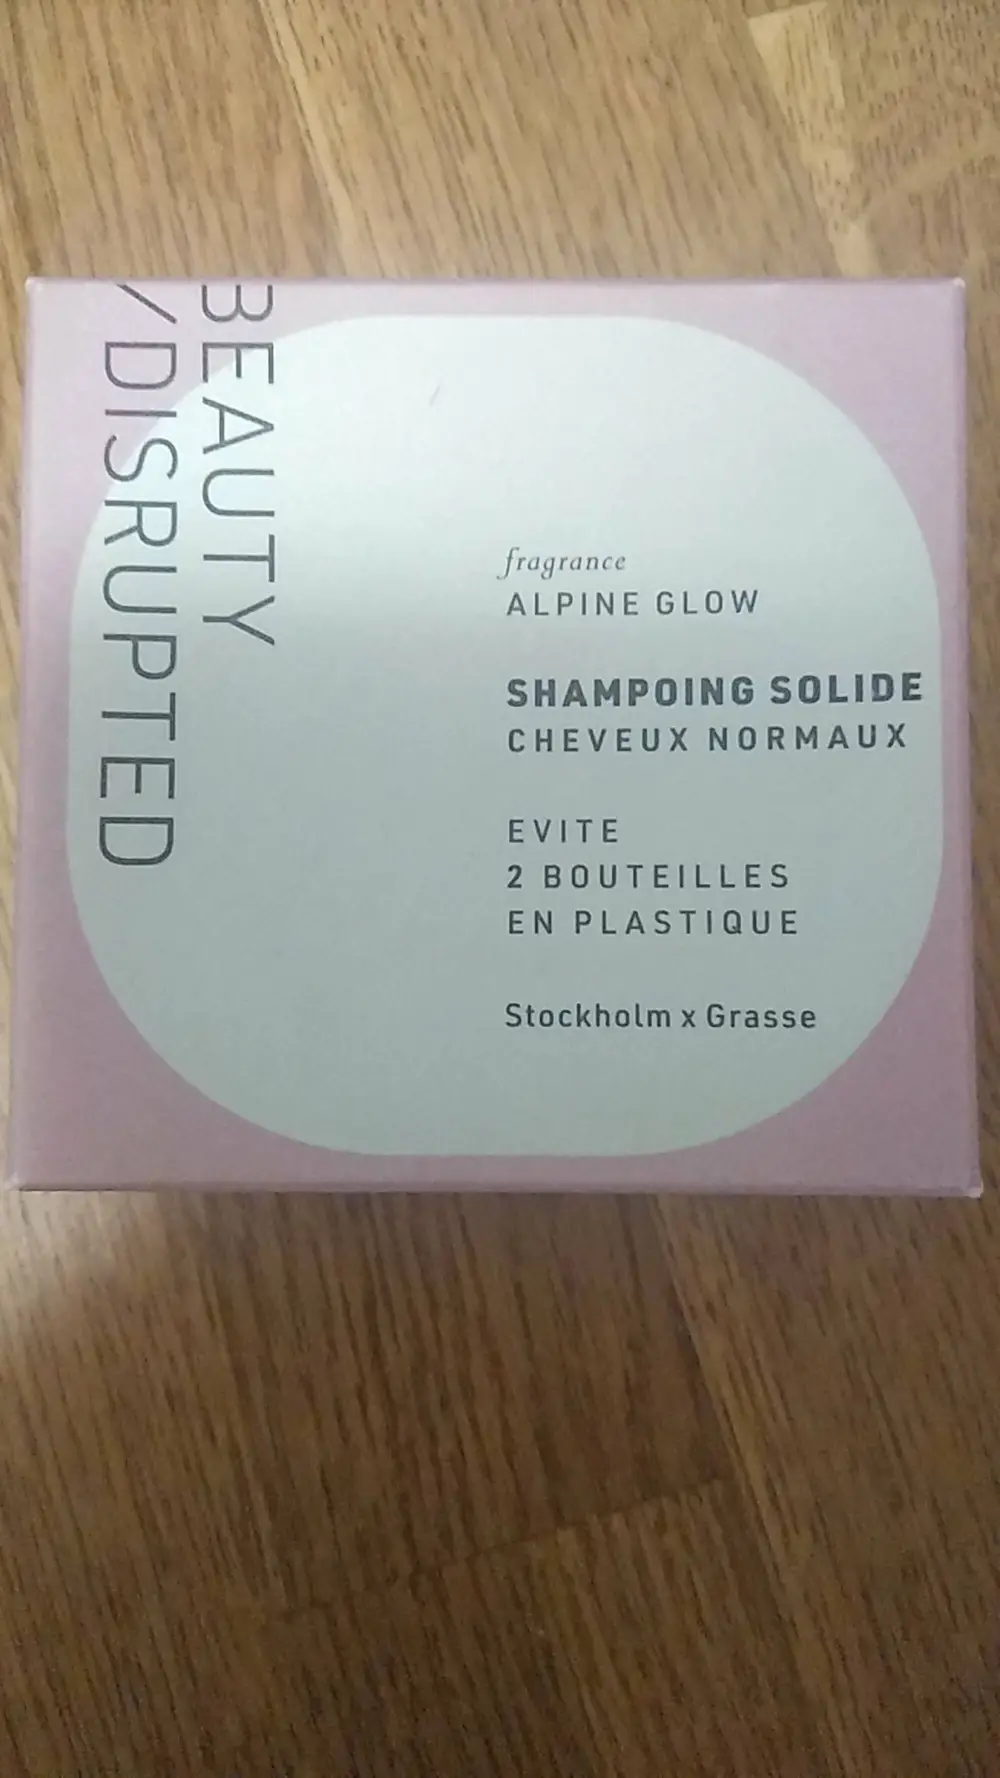 BEAUTY
/DISRUPTED
fragrance
ALPINE GLOW
SHAMPOING SOLIDE
CHEVEUX NORMAUX
EVITE
2 BOUTEILLES
EN PLASTIQUE
Stockholm x Grasse